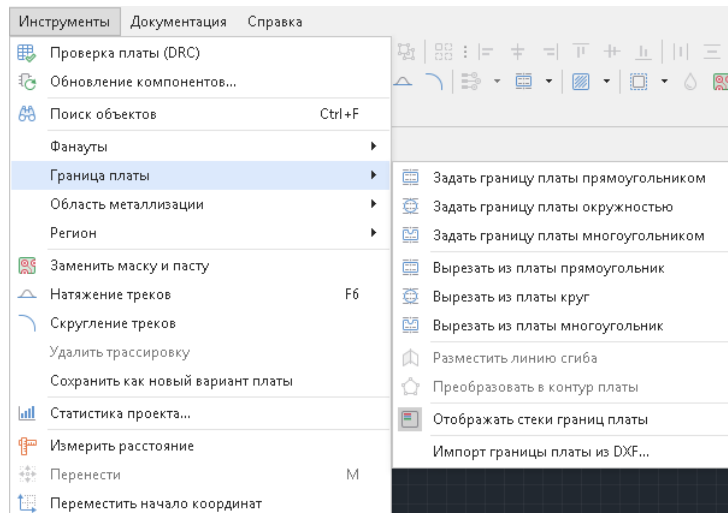 Инструменты Документация Справка
Проверка платы (DRC)
Обновление компонентов...
Поиск объектов Ctrl+F
Фанауты
Граница платы
Область металлизации
Регион
Заменить маску и пасту
Натяжение треков F6
Скругление треков
Удалить трассировку
Сохранить как новый вариант платы
Статистика проекта...
Измерить расстояние
Перенести M
Переместить начало координат
Задать границу платы прямоугольником
Задать границу платы окружностью
Задать границу платы многоугольником
Вырезать из платы прямоугольник
Вырезать из платы круг
Вырезать из платы многоугольник
Разместить линию сгиба
Преобразовать в контур платы
Отображать стеки границ платы
Импорт границы платы из DXF...